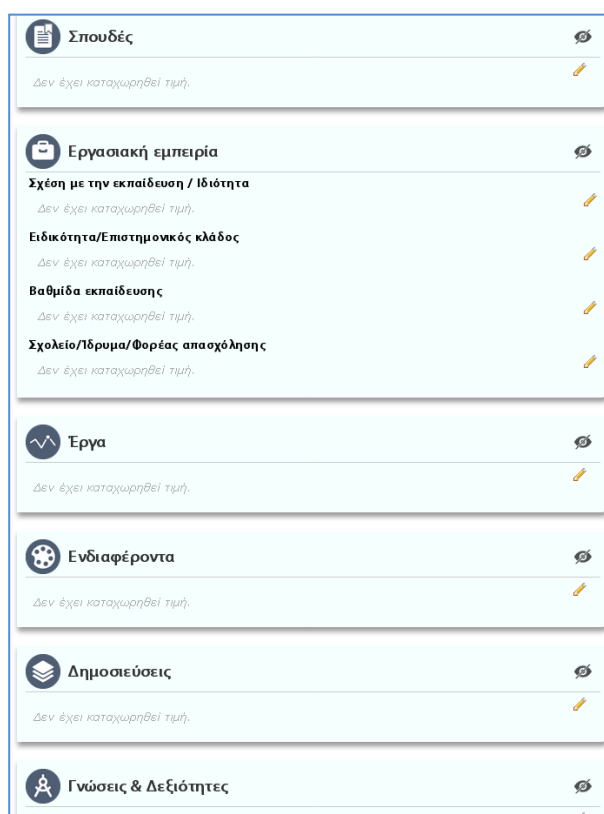 Σπουδές
Δεν έχει καταχωρηθεί τιμή.
Εργασιακή εμπειρία
Σχέση με την εκπαίδευση / Ιδιότητα
Δεν έχει καταχωρηθεί τιμή.
Ειδικότητα/Επιστημονικός κλάδος
Δεν έχει καταχωρηθεί τιμή.
Βαθμίδα εκπαίδευσης
Δεν έχει καταχωρηθεί τιμή.
Σχολείο/Ίδρυμα/Φορέας απασχόλησης
Δεν έχει καταχωρηθεί τιμή.
Έργα
Δεν έχει καταχωρηθεί τιμή.
Ενδιαφέροντα
Δεν έχει καταχωρηθεί τιμή.
Δημοσιεύσεις
Δεν έχει καταχωρηθεί τιμή.
Γνώσεις & Δεξιότητες